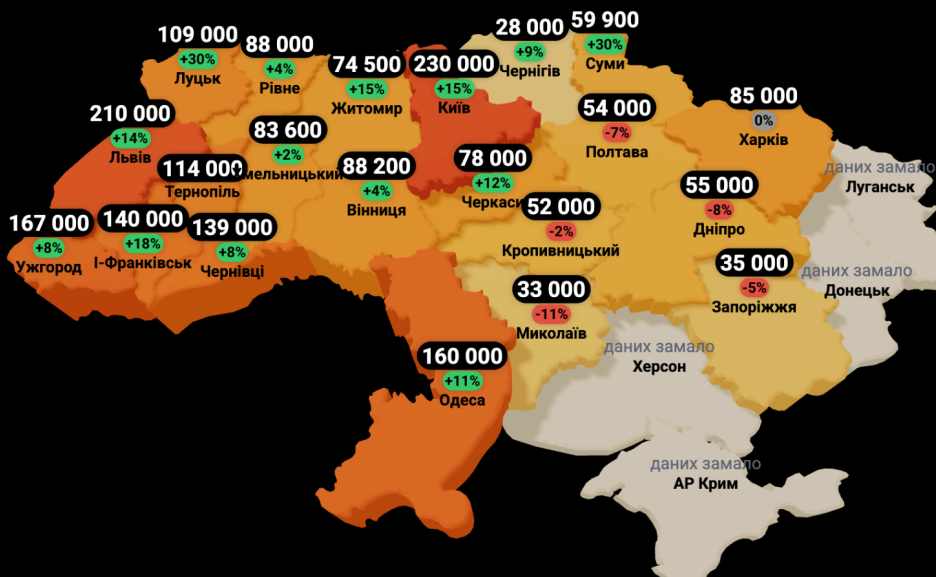 109 000
+30%
Луцьк
88 000
+4%
Рівне
74 500
+15%
Житомир
230 000
+15%
Київ
28 000
+9%
Чернігів
59 900
+30%
Суми
210 000
+14%
Львів
114 000
Тернопіль
83 600
+2%
мельницький
88 200
+4%
Вінниця
78 000
+12%
Черкаси
54 000
-7%
Полтава
85 000
0%
Харків
даних замало
Луганськ
167 000
+8%
Ужгород
140 000
+18%
І-Франківськ
139 000
+8%
Чернівці
52 000
-2%
Кропивницький
55 000
-8%
Дніпро
даних замало
Донецьк
33 000
-11%
Миколаїв
35 000
-5%
Запоріжжя
160 000
+11%
Одеса
даних замало
Херсон
даних замало
АР Крим